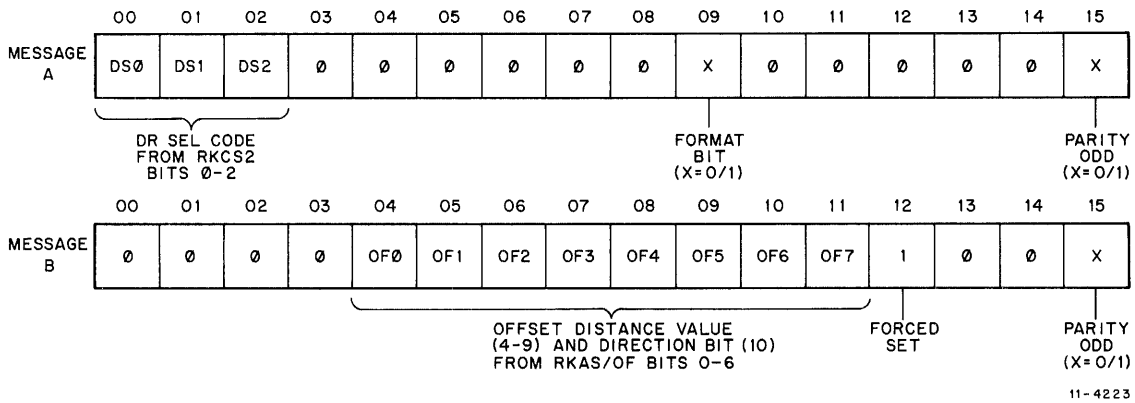 00 01 02 03 04 05 06 07 08 09 10 11 12 13 14 15
MESSAGE A
DSØ DS1 DS2 Ø Ø Ø Ø Ø Ø X Ø Ø Ø Ø Ø X
DR SEL CODE
FROM RKCS2
BITS Ø-2
FORMAT
BIT
(X=0/1)
PARITY
ODD
(X=0/1)
00 01 02 03 04 05 06 07 08 09 10 11 12 13 14 15
MESSAGE B
Ø Ø Ø Ø OFØ OF1 OF2 OF3 OF4 OF5 OF6 OF7 1 Ø Ø X
OFFSET DISTANCE VALUE
(4-9) AND DIRECTION BIT (10)
FROM RKAS/OF BITS 0-6
FORCED
SET
PARITY
ODD
(X=0/1)
11-4223